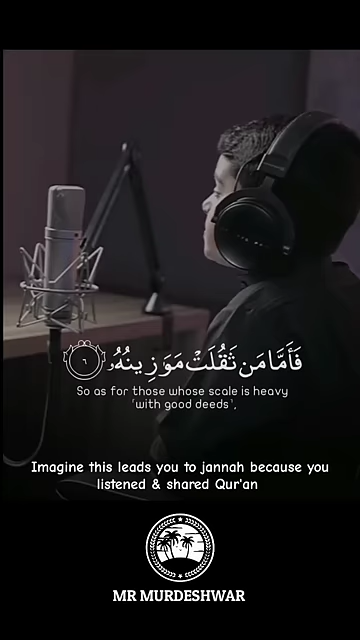 فَأَمَّا مَن ثَقُلَتْ مَوَٰزِينُهُۥ ٦
So as for those whose scale is heavy
˹with good deeds˺,
Imagine this leads you to jannah because you
listened & shared Qur'an
MR MURDESHWAR